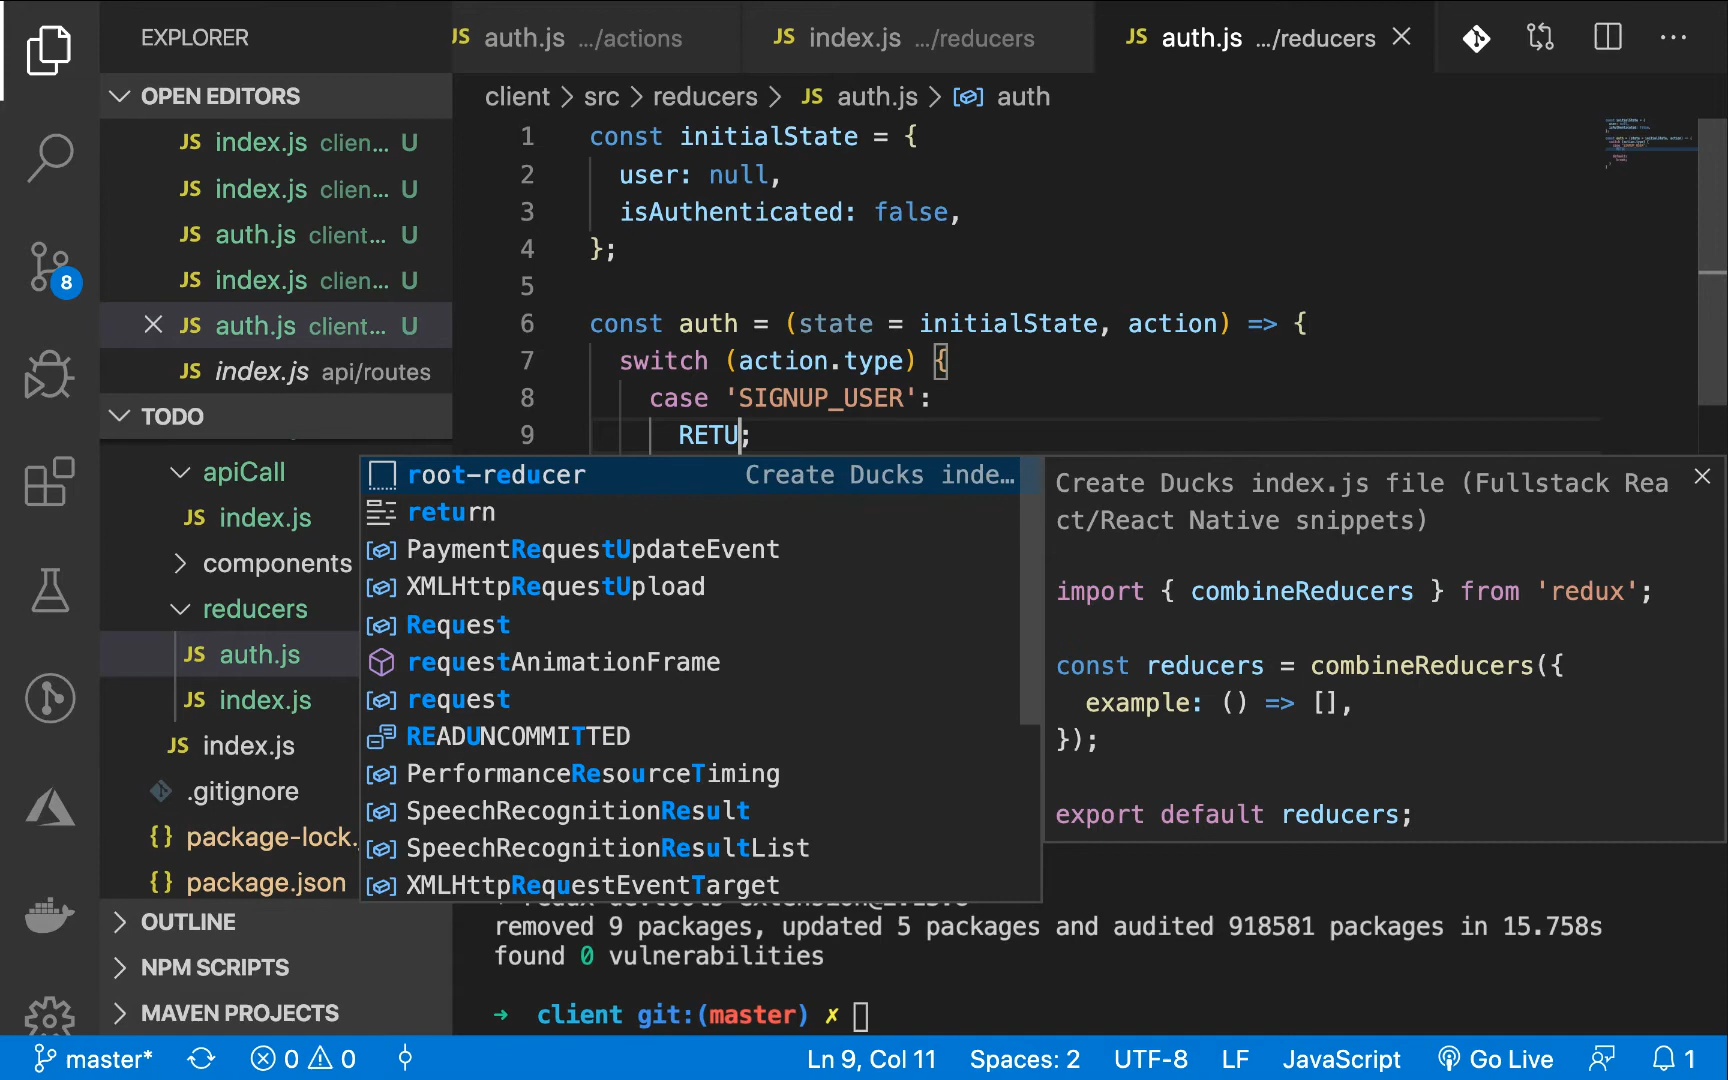 EXPLORER
OPEN EDITORS
JS index.js clien... U
JS index.js clien... U
JS auth.js client... U
JS index.js clien... U
JS auth.js client... U
JS index.js api/routes
TODO
apiCall
JS index.js
components
reducers
JS auth.js
JS index.js
JS index.js
.gitignore
{} package-lock.
{} package.json
OUTLINE
NPM SCRIPTS
MAVEN PROJECTS
8
JS auth.js .../actions
JS index.js .../reducers
JS auth.js .../reducers
client > src > reducers > JS auth.js > auth
1 const initialState = {
2 user: null,
3 isAuthenticated: false,
4 };
5
6 const auth = (state = initialState, action) => {
7 switch (action.type) {
8 case 'SIGNUP_USER':
9 RETU;
root-reducer Create Ducks inde...
return
PaymentRequestUpdateEvent
XMLHttpRequestUpload
Request
requestAnimationFrame
request
READUNCOMMITTED
PerformanceResourceTiming
SpeechRecognitionResult
SpeechRecognitionResultList
XMLHttpRequestEventTarget
Create Ducks index.js file (Fullstack Rea
ct/React Native snippets)
import { combineReducers } from 'redux';
const reducers = combineReducers({
example: () => [],
});
export default reducers;
removed 9 packages, updated 5 packages and audited 918581 packages in 15.758s
found 0 vulnerabilities
→ client git:(master) ✗
master* 0 0
Ln 9, Col 11 Spaces: 2 UTF-8 LF JavaScript Go Live 1